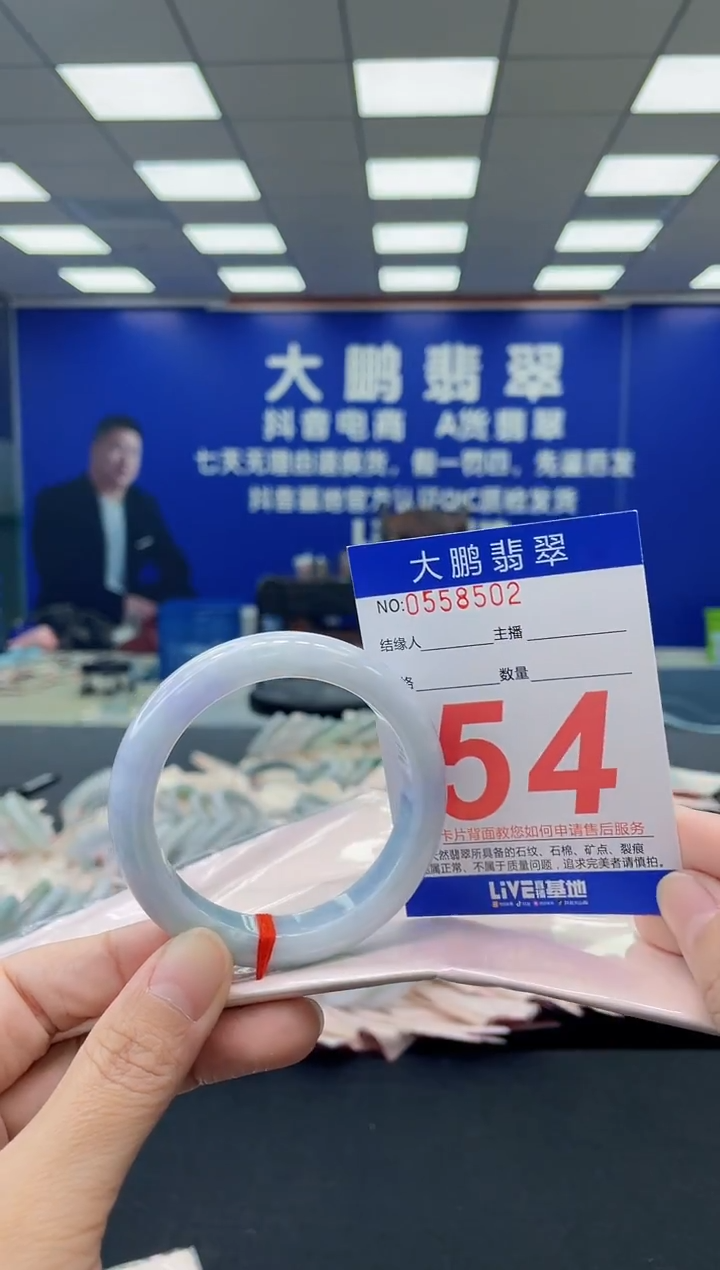 大鹏翡翠
抖音电商 A货翡翠
七天无理由退换货，假一罚四，先鉴后发
抖音基地官方认证QIC质检发货
大鹏翡翠
NO:0558502
结缘人 主播
格 数量
54
卡片背面教您如何申请售后服务
天然翡翠所具备的石纹、石棉、矿点、裂痕
属正常、不属于质量问题，追求完美者请慎拍。
LiVE 基地